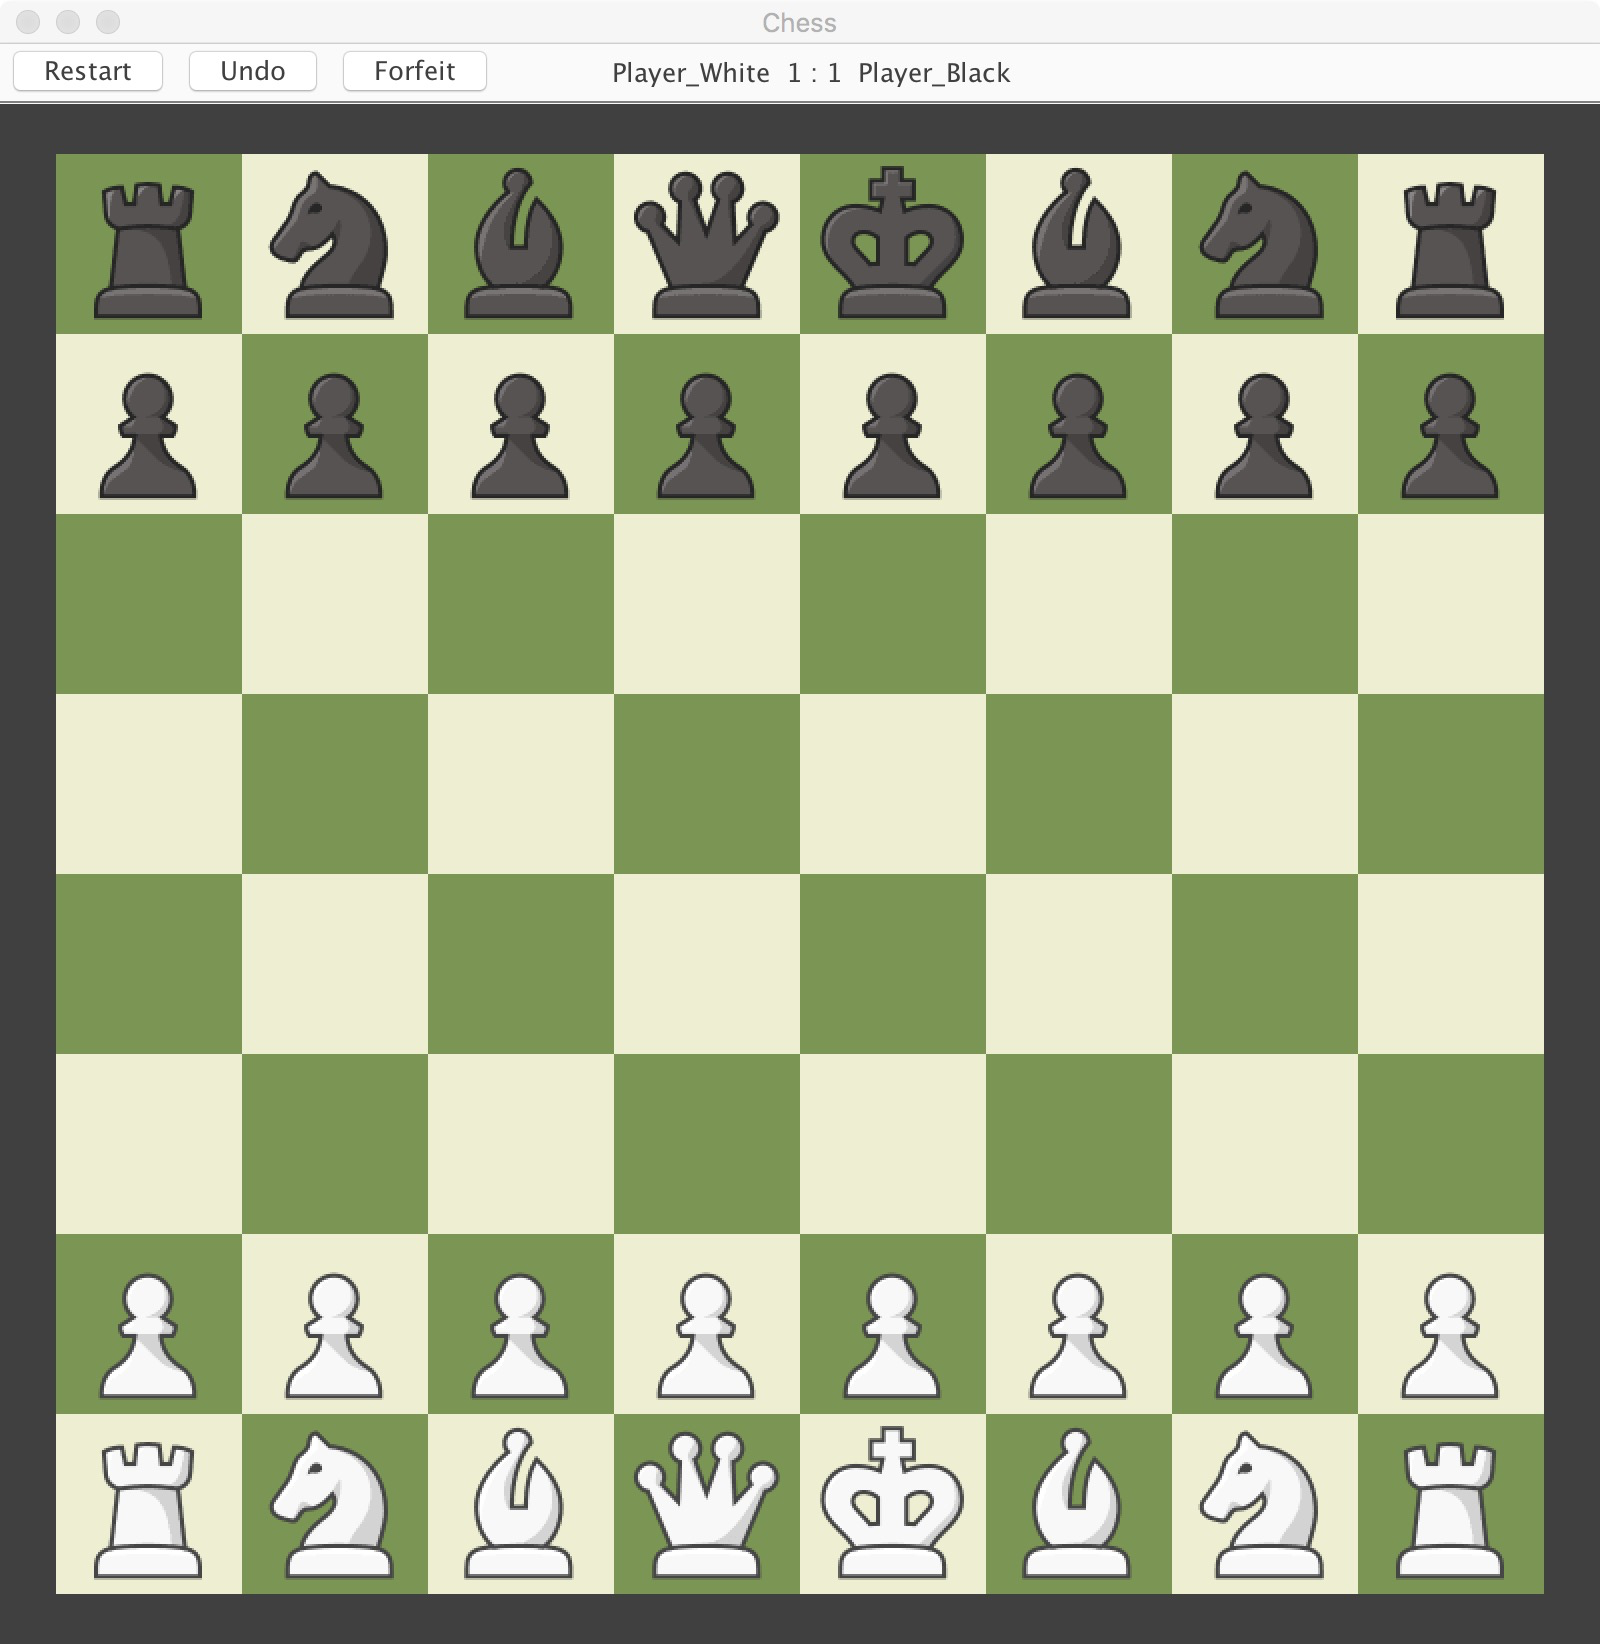 Chess
Restart Undo Forfeit Player_White 1 : 1 Player_Black